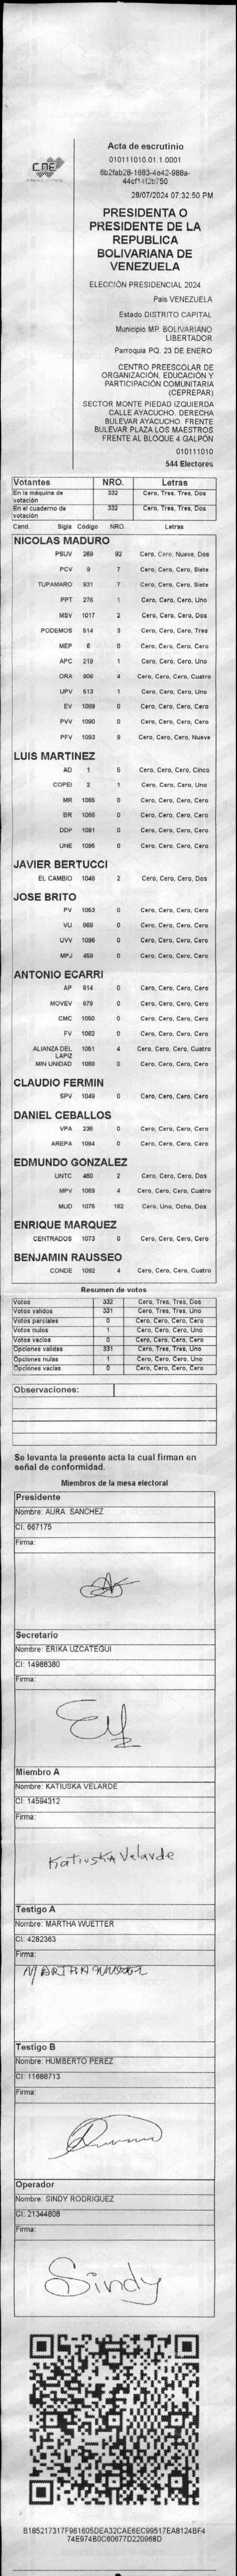 Acta de escrutinio
010111010.01.1.0001
6b2fab28-1683-4e42-988a-
44cf14f2b750
28/07/2024 07:32:50 PM
CNE
PRESIDENTA O
PRESIDENTE DE LA
REPUBLICA
BOLIVARIANA DE
VENEZUELA
ELECCIÓN PRESIDENCIAL 2024
Pais VENEZUELA
Estado DISTRITO CAPITAL
Municipio MP. BOLIVARIANO
LIBERTADOR
Parroquia PQ. 23 DE ENERO
CENTRO PREESCOLAR DE
ORGANIZACIÓN, EDUCACIÓN Y
PARTICIPACIÓN COMUNITARIA
(CEPREPAR)
SECTOR MONTE PIEDAD IZQUIERDA
CALLE AYACUCHO. DERECHA
BULEVAR AYACUCHO. FRENTE
BULEVAR PLAZA LOS MAESTROS
FRENTE AL BLOQUE 4 GALPÓN
010111010
544 Electores
Votantes NRO. Letras
En la máquina de votación 332 Cero, Tres, Tres, Dos
En el cuaderno de votación 332 Cero, Tres, Tres, Dos
Cand. Sigla Código NRO. Letras
NICOLAS MADURO
PSUV 289 92 Cero, Cero, Nueve, Dos
PCV 9 7 Cero, Cero, Cero, Siete
TUPAMARO 931 7 Cero, Cero, Cero, Siete
PPT 276 1 Cero, Cero, Cero, Uno
MSV 1017 2 Cero, Cero, Cero, Dos
PODEMOS 514 3 Cero, Cero, Cero, Tres
MEP 6 0 Cero, Cero, Cero, Cero
APC 219 1 Cero, Cero, Cero, Uno
ORA 906 4 Cero, Cero, Cero, Cuatro
UPV 513 1 Cero, Cero, Cero, Uno
EV 1089 0 Cero, Cero, Cero, Cero
PVV 1090 0 Cero, Cero, Cero, Cero
PFV 1093 9 Cero, Cero, Cero, Nueve
LUIS MARTINEZ
AD 1 5 Cero, Cero, Cero, Cinco
COPEI 2 1 Cero, Cero, Cero, Uno
MR 1065 0 Cero, Cero, Cero, Cero
BR 1066 0 Cero, Cero, Cero, Cero
DDP 1091 0 Cero, Cero, Cero, Cero
UNE 1095 0 Cero, Cero, Cero, Cero
JAVIER BERTUCCI
EL CAMBIO 1048 2 Cero, Cero, Cero, Dos
JOSE BRITO
PV 1053 0 Cero, Cero, Cero, Cero
VU 869 0 Cero, Cero, Cero, Cero
UVV 1096 0 Cero, Cero, Cero, Cero
MPJ 458 0 Cero, Cero, Cero, Cero
ANTONIO ECARRI
AP 814 0 Cero, Cero, Cero, Cero
MOVEV 978 0 Cero, Cero, Cero, Cero
CMC 1050 0 Cero, Cero, Cero, Cero
FV 1062 0 Cero, Cero, Cero, Cero
ALIANZA DEL LAPIZ 1051 4 Cero, Cero, Cero, Cuatro
MIN UNIDAD 1068 0 Cero, Cero, Cero, Cero
CLAUDIO FERMIN
SPV 1049 0 Cero, Cero, Cero, Cero
DANIEL CEBALLOS
VPA 236 0 Cero, Cero, Cero, Cero
AREPA 1094 0 Cero, Cero, Cero, Cero
EDMUNDO GONZALEZ
UNTC 460 2 Cero, Cero, Cero, Dos
MPV 1069 4 Cero, Cero, Cero, Cuatro
MUD 1075 182 Cero, Uno, Ocho, Dos
ENRIQUE MARQUEZ
CENTRADOS 1073 0 Cero, Cero, Cero, Cero
BENJAMIN RAUSSEO
CONDE 1092 4 Cero, Cero, Cero, Cuatro
Resumen de votos
Votos 332 Cero, Tres, Tres, Dos
Votos validos 331 Cero, Tres, Tres, Uno
Votos parciales 0 Cero, Cero, Cero, Cero
Votos nulos 1 Cero, Cero, Cero, Uno
Votos vacios 0 Cero, Cero, Cero, Cero
Opciones validas 331 Cero, Tres, Tres, Uno
Opciones nulas 1 Cero, Cero, Cero, Uno
Opciones vacías 0 Cero, Cero, Cero, Cero
Observaciones:
Se levanta la presente acta la cual firman en
señal de conformidad.
Miembros de la mesa electoral
Presidente
Nombre: AURA SANCHEZ
CI: 667175
Firma:
Secretario
Nombre: ERIKA UZCATEGUI
CI: 14988380
Firma:
Miembro A
Nombre: KATIUSKA VELARDE
CI: 14594312
Firma:
Katiuska Velarde
Testigo A
Nombre: MARTHA WUETTER
CI: 4282363
Firma:
MARTHA
Testigo B
Nombre: HUMBERTO PEREZ
CI: 11688713
Firma:
Operador
Nombre: SINDY RODRIGUEZ
CI: 21344808
Firma:
Sindy
B185217317F961605DEA32CAE6EC99517EA8124BF4
74E974B0C60677D220968D